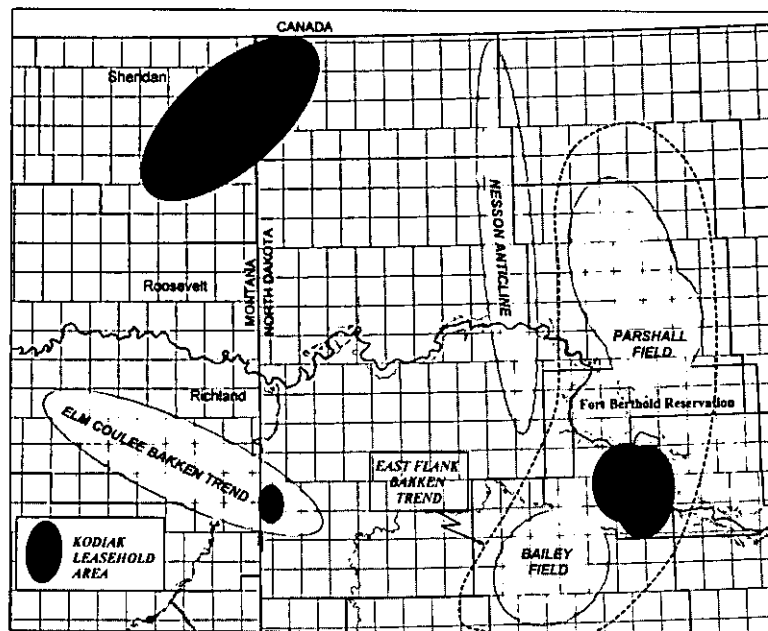 CANADA
Sheridan
NESSON ANTICLINE
Roosevelt
MONTANA
NORTH DAKOTA
PARSHALL
FIELD
Richland
Fort Berthold Reservation
ELM COULEE BAKKEN TREND
EAST FLANK
BAKKEN
TREND
KODIAK
LEASEHOLD
AREA
BAILEY
FIELD